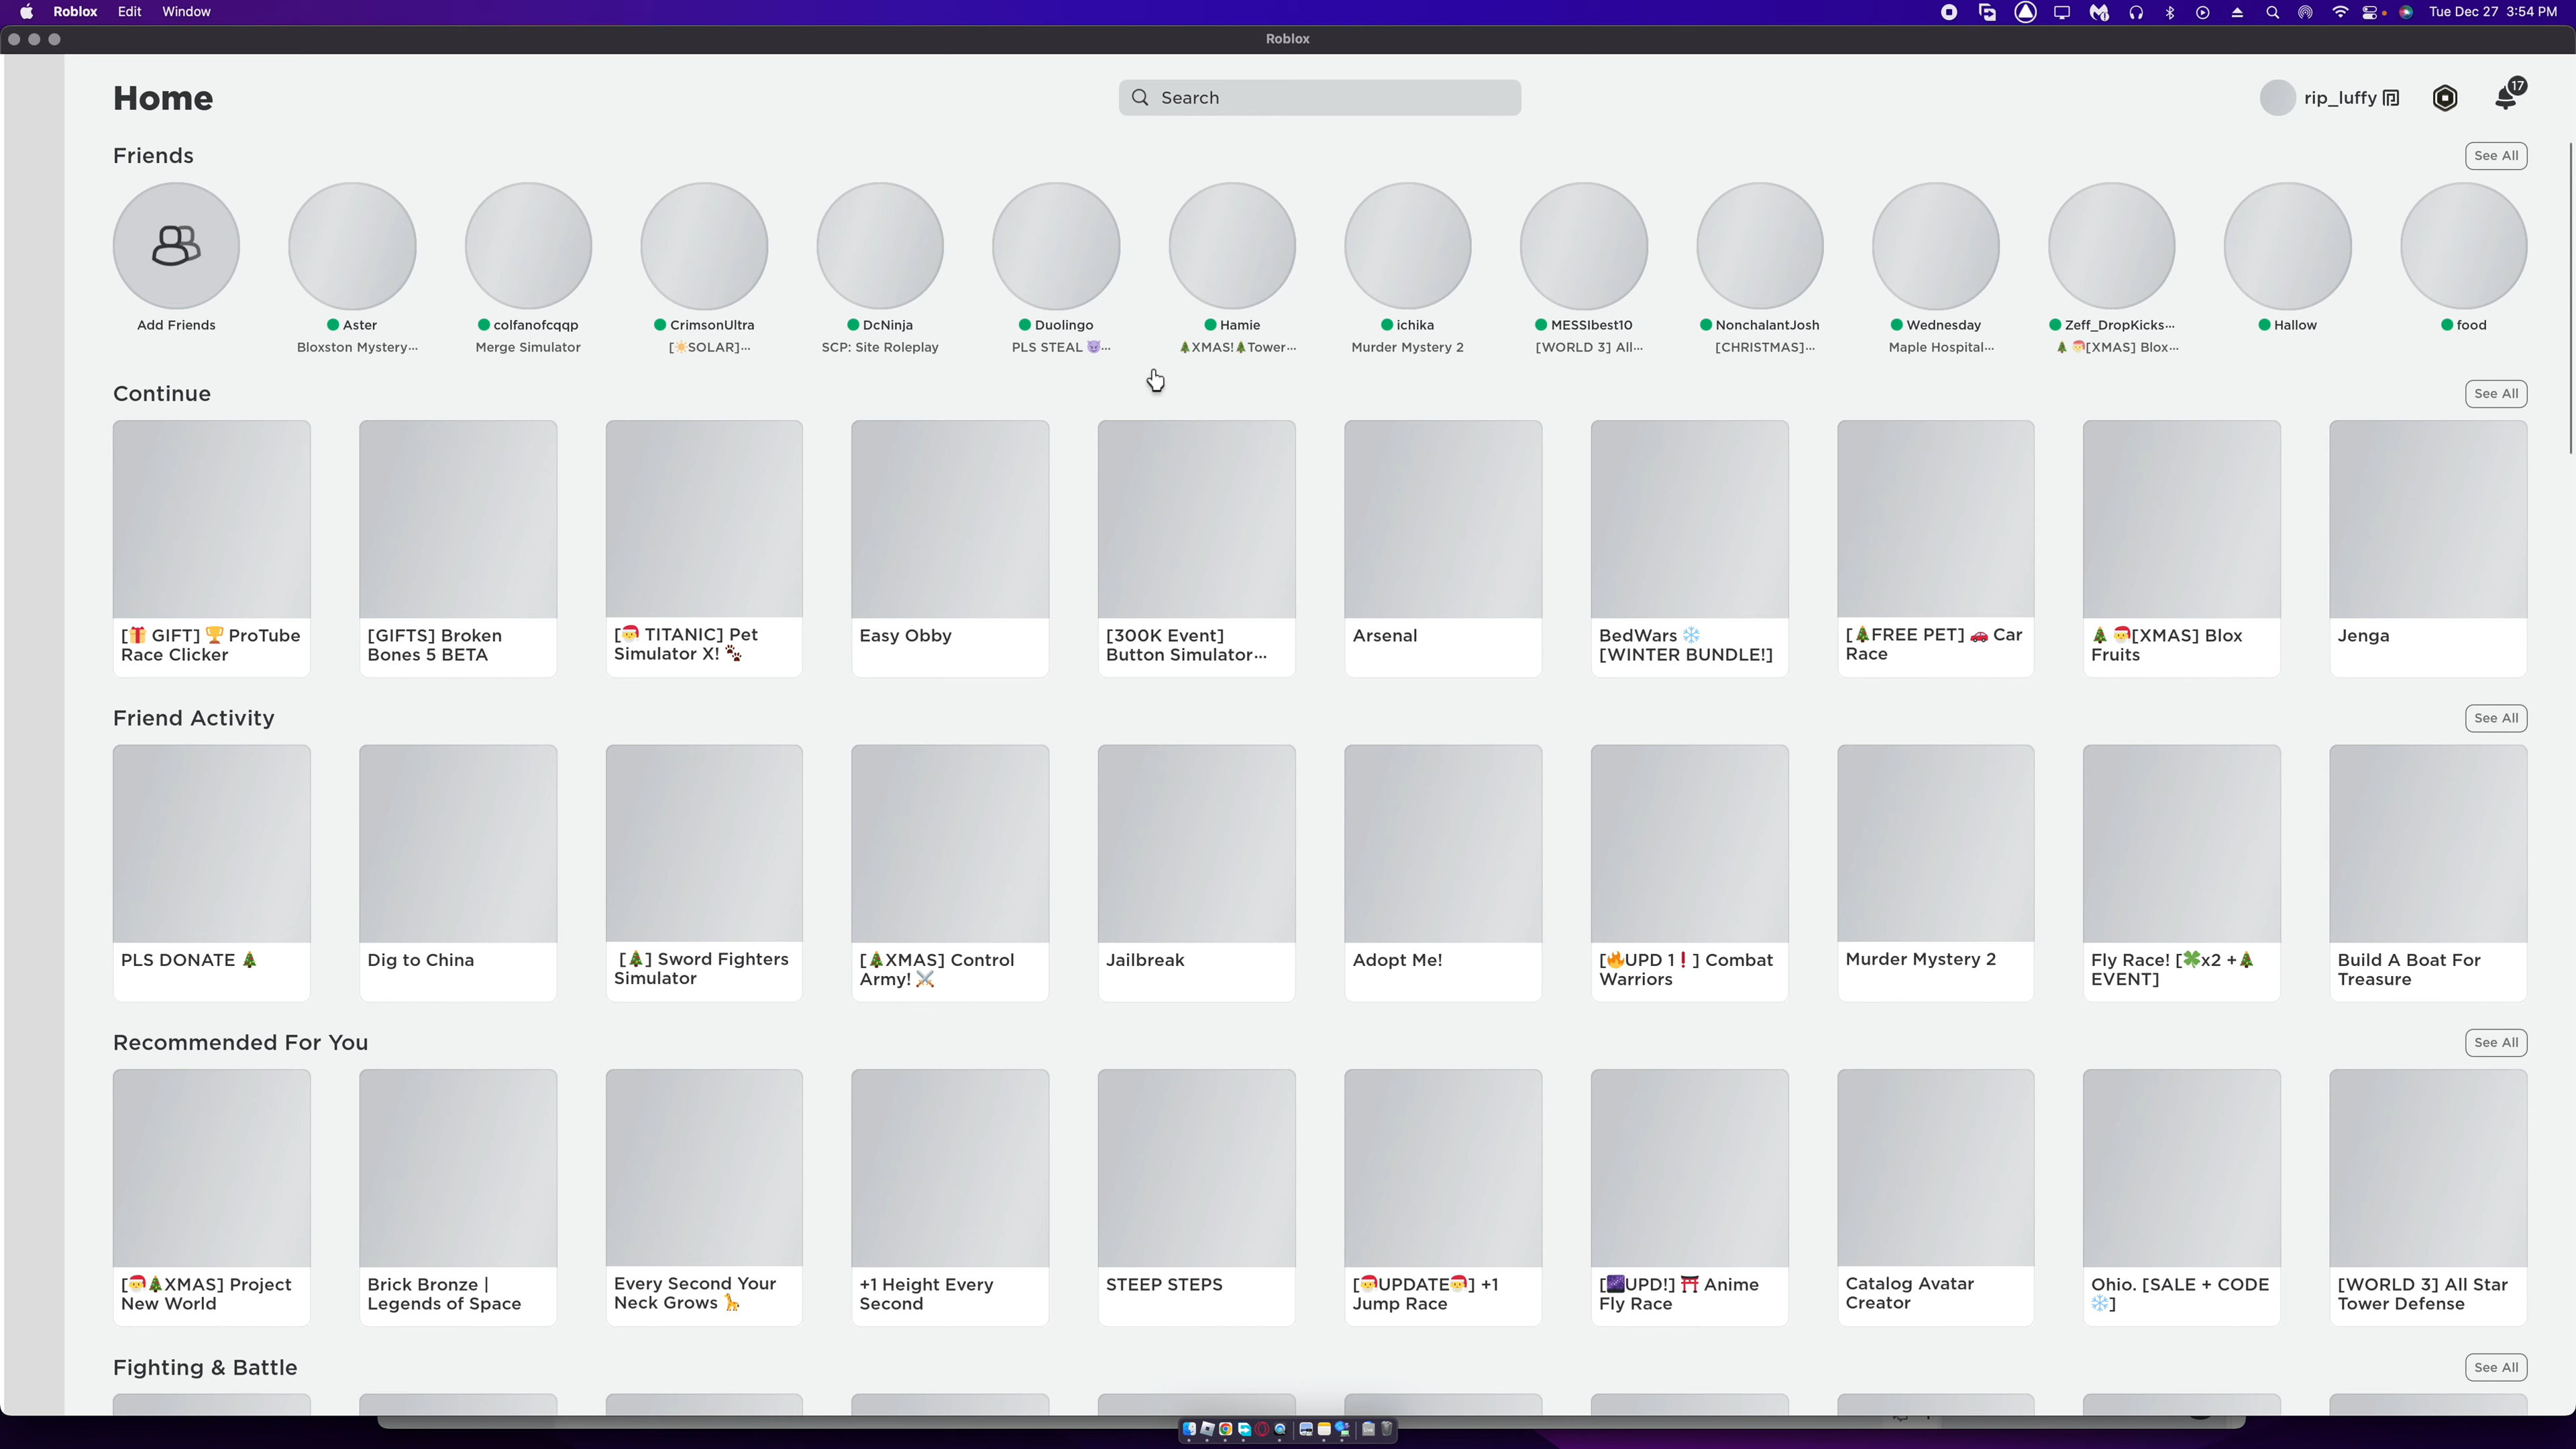 Roblox Edit Window Tue Dec 27 3:54 PM
Roblox
Home
Search
rip_luffy
17
Friends
See All
Add Friends
Aster
Bloxston Mystery...
colfanofcqqp
Merge Simulator
CrimsonUltra
[☀️SOLAR]...
DcNinja
SCP: Site Roleplay
Duolingo
PLS STEAL 😈...
Hamie
🎄XMAS!🎄Tower...
ichika
Murder Mystery 2
MESSIbest10
[WORLD 3] All...
NonchalantJosh
[CHRISTMAS]...
Wednesday
Maple Hospital...
Zeff_DropKicks...
🎄 🎅[XMAS] Blox...
Hallow
food
Continue
See All
[🎁 GIFT] 🏆 ProTube
Race Clicker
[GIFTS] Broken
Bones 5 BETA
[🎅 TITANIC] Pet
Simulator X! 🐾
Easy Obby
[300K Event]
Button Simulator...
Arsenal
BedWars ❄️
[WINTER BUNDLE!]
[🎄FREE PET] 🚗 Car
Race
🎄 🎅[XMAS] Blox
Fruits
Jenga
Friend Activity
See All
PLS DONATE 🎄
Dig to China
[🎄] Sword Fighters
Simulator
[🎄XMAS] Control
Army! ⚔️
Jailbreak
Adopt Me!
[🔥UPD 1❗] Combat
Warriors
Murder Mystery 2
Fly Race! [🍀x2 +🎄
EVENT]
Build A Boat For
Treasure
Recommended For You
See All
[🎅🎄XMAS] Project
New World
Brick Bronze |
Legends of Space
Every Second Your
Neck Grows 🦒
+1 Height Every
Second
STEEP STEPS
[🎅UPDATE🎅] +1
Jump Race
[🌌UPD!] ⛩️ Anime
Fly Race
Catalog Avatar
Creator
Ohio. [SALE + CODE
❄️]
[WORLD 3] All Star
Tower Defense
Fighting & Battle
See All